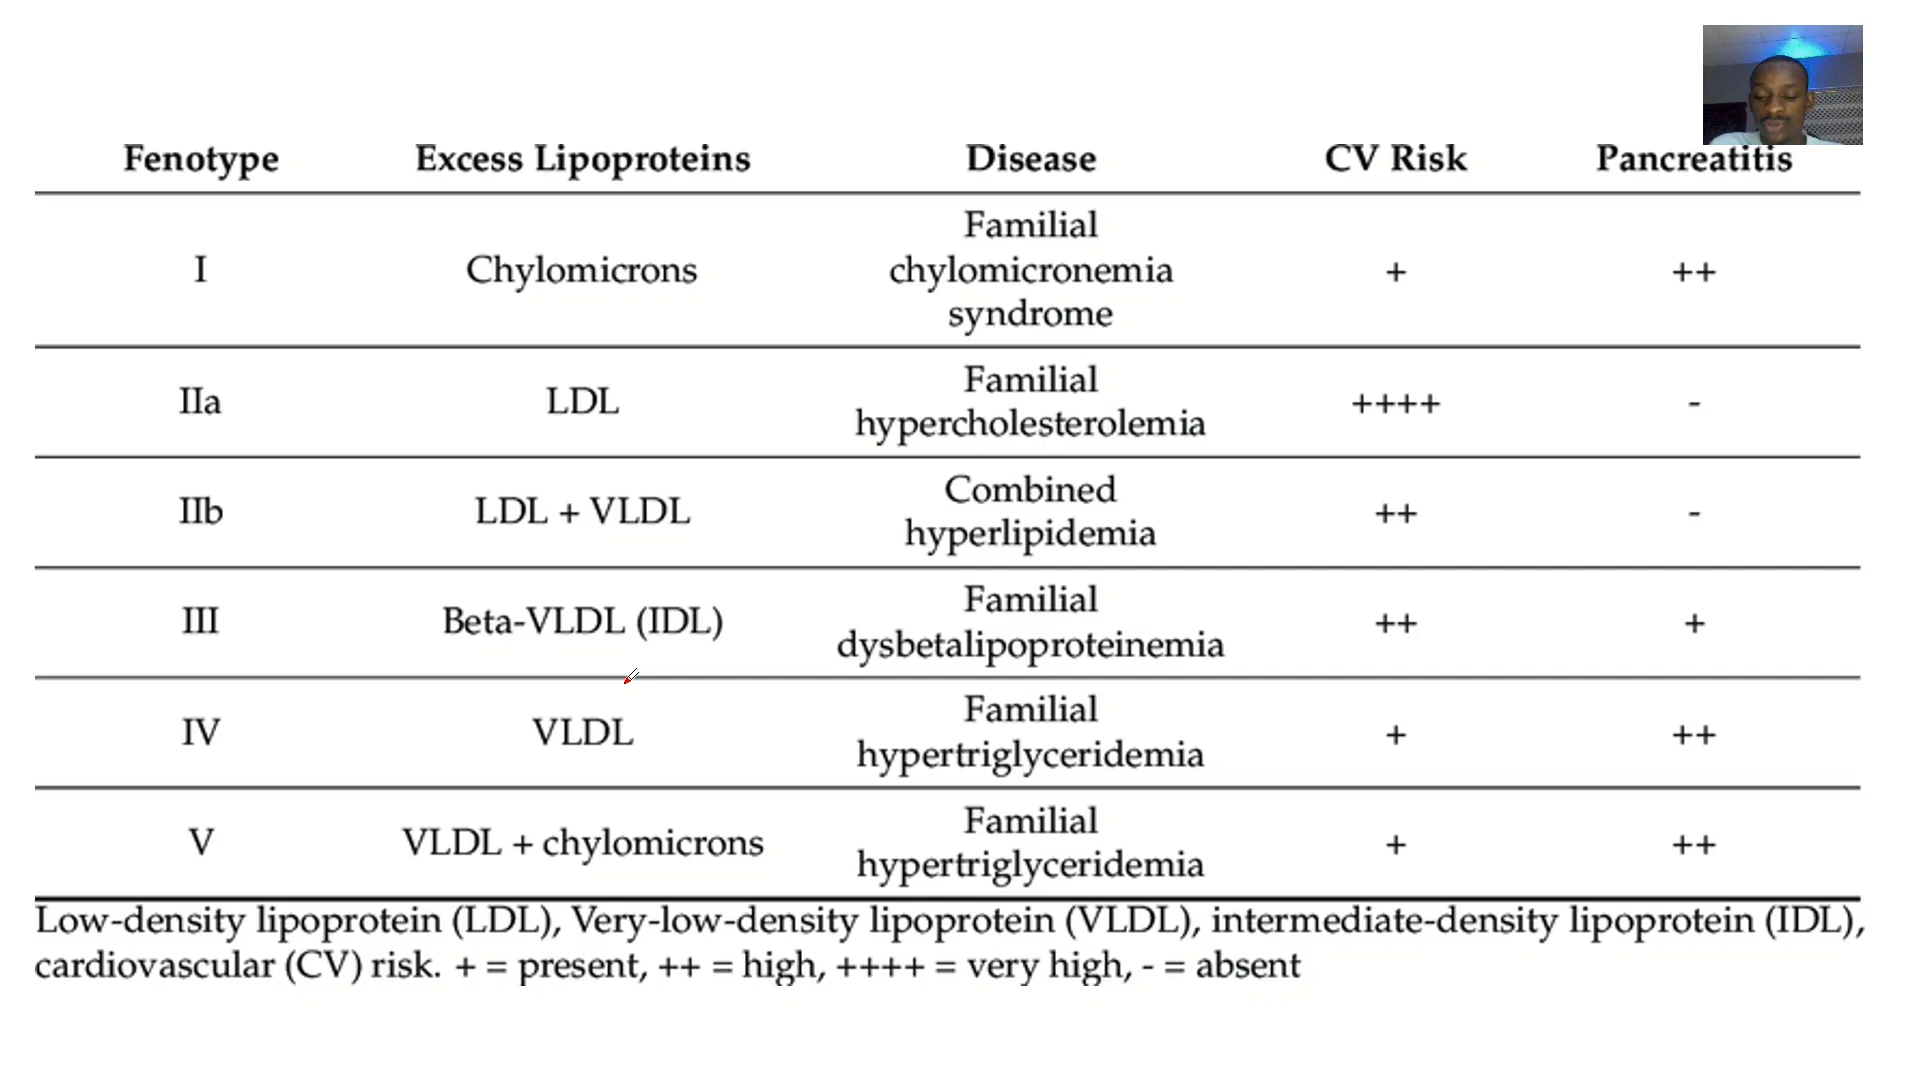 Fenotype Excess Lipoproteins Disease CV Risk Pancreatitis
Familial
I Chylomicrons chylomicronemia + ++
syndrome
Familial
IIa LDL ++++ -
hypercholesterolemia
Combined
IIb LDL + VLDL ++ -
hyperlipidemia
Familial
III Beta-VLDL (IDL) ++ +
dysbetalipoproteinemia
Familial
IV VLDL + ++
hypertriglyceridemia
Familial
V VLDL + chylomicrons + ++
hypertriglyceridemia
Low-density lipoprotein (LDL), Very-low-density lipoprotein (VLDL), intermediate-density lipoprotein (IDL),
cardiovascular (CV) risk. + = present, ++ = high, ++++ = very high, - = absent